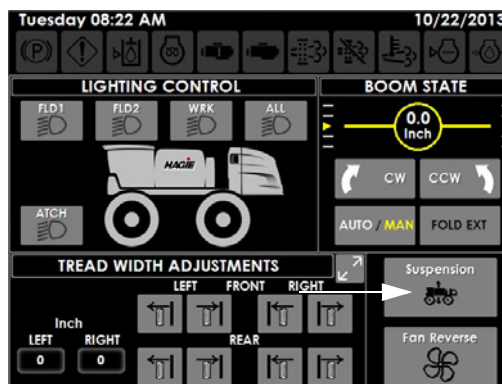 Tuesday 08:22 AM 10/22/2013
(P)
LIGHTING CONTROL
FLD1 FLD2 WRK ALL
HAGIE
ATCH
BOOM STATE
0.0
Inch
CW CCW
AUTO / MAN FOLD EXT
TREAD WIDTH ADJUSTMENTS
LEFT FRONT RIGHT
Inch
LEFT RIGHT
0 0
REAR
Suspension
Fan Reverse